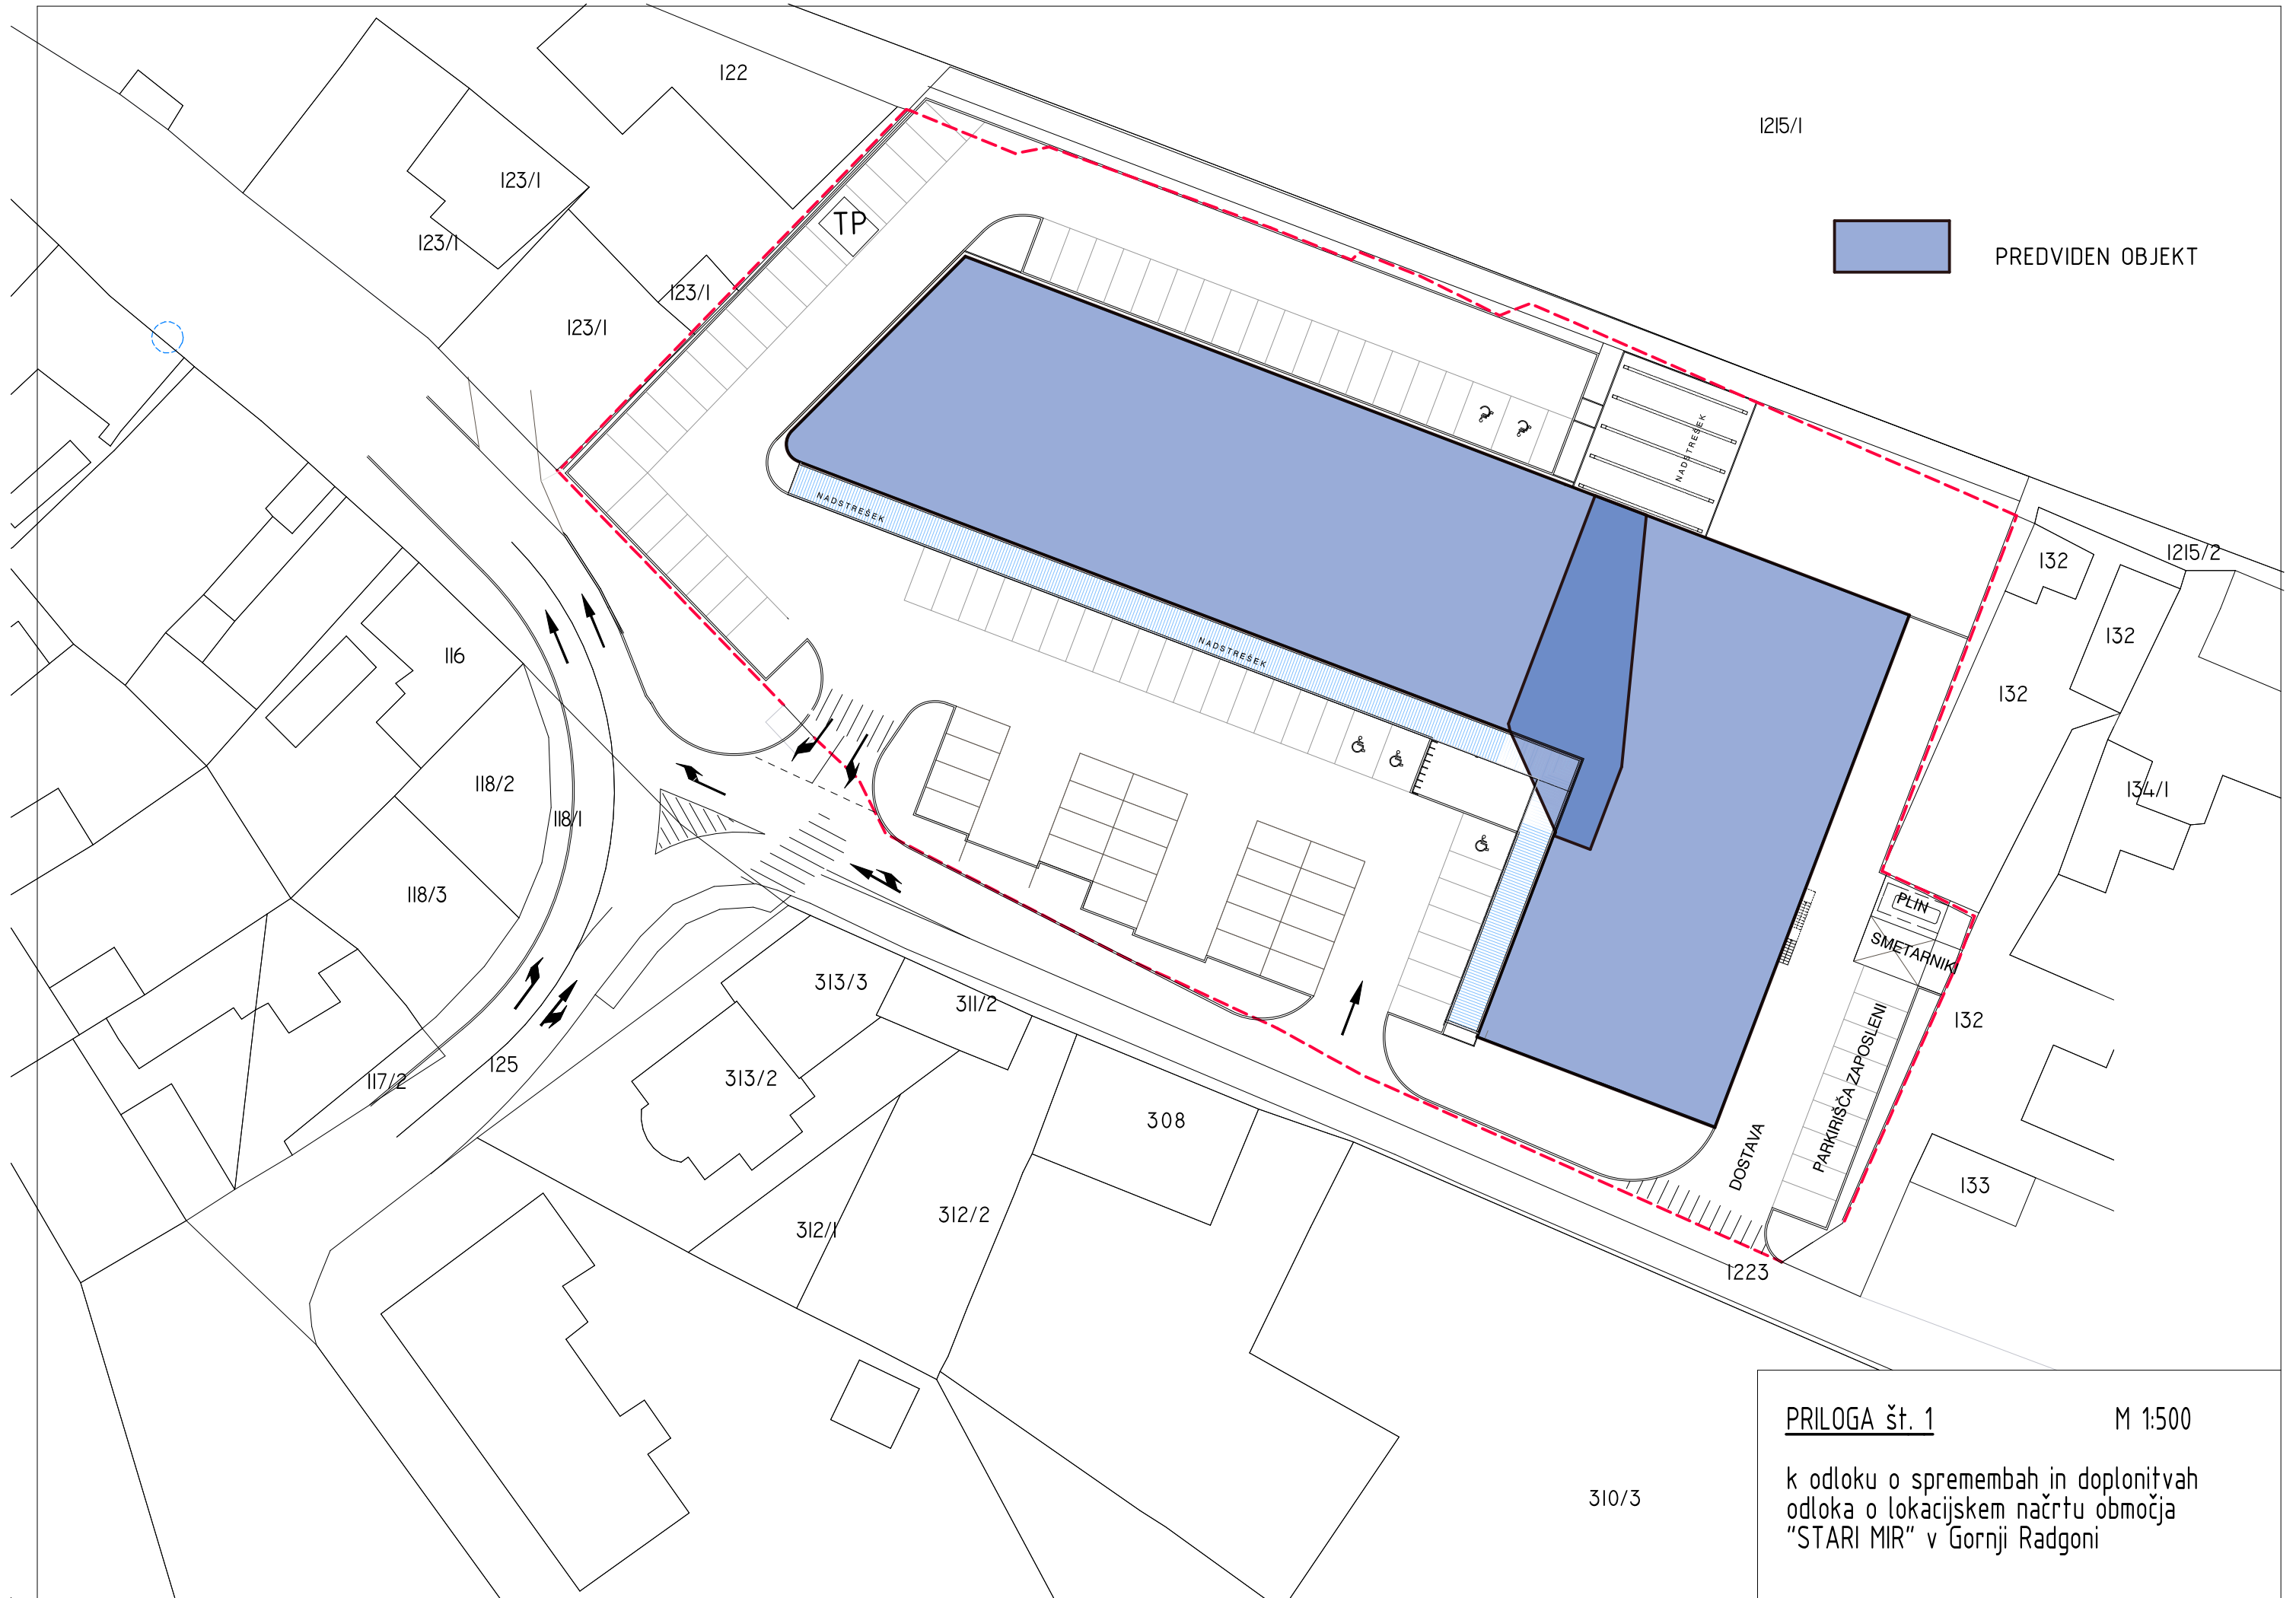 122
1215/1
123/1
TP
123/1
PREDVIDEN OBJEKT
123/1
123/1
NADSTREŠEK
NADSTREŠEK
1215/2
132
132
NADSTREŠEK
116
132
118/2
134/1
118/1
118/3
PLIN
SMETARNIK
313/3
311/2
132
125
117/2
313/2
PARKIRIŠČA ZAPOSLENI
308
DOSTAVA
133
312/2
312/1
1223
PRILOGA št. 1
M 1:500
k odloku o spremembah in doplonitvah
odloka o lokacijskem načrtu območja
"STARI MIR" v Gornji Radgoni
310/3